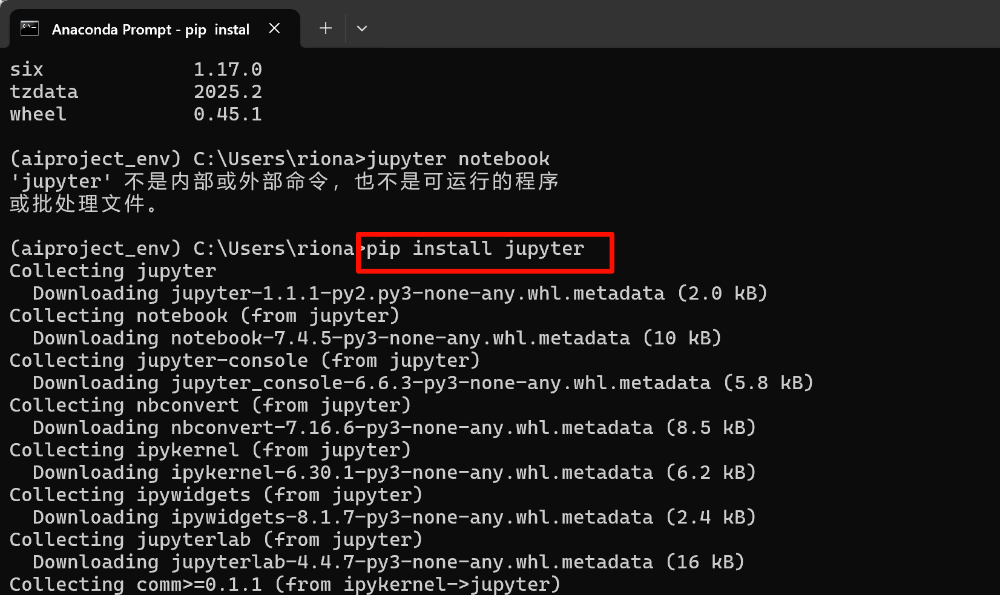 Anaconda Prompt - pip  instal
six             1.17.0
tzdata          2025.2
wheel           0.45.1
(aiproject_env) C:\Users\riona>jupyter notebook
'jupyter' 不是内部或外部命令，也不是可运行的程序
或批处理文件。
(aiproject_env) C:\Users\riona>pip install jupyter
Collecting jupyter
  Downloading jupyter-1.1.1-py2.py3-none-any.whl.metadata (2.0 kB)
Collecting notebook (from jupyter)
  Downloading notebook-7.4.5-py3-none-any.whl.metadata (10 kB)
Collecting jupyter-console (from jupyter)
  Downloading jupyter_console-6.6.3-py3-none-any.whl.metadata (5.8 kB)
Collecting nbconvert (from jupyter)
  Downloading nbconvert-7.16.6-py3-none-any.whl.metadata (8.5 kB)
Collecting ipykernel (from jupyter)
  Downloading ipykernel-6.30.1-py3-none-any.whl.metadata (6.2 kB)
Collecting ipywidgets (from jupyter)
  Downloading ipywidgets-8.1.7-py3-none-any.whl.metadata (2.4 kB)
Collecting jupyterlab (from jupyter)
  Downloading jupyterlab-4.4.7-py3-none-any.whl.metadata (16 kB)
Collecting comm>=0.1.1 (from ipykernel->jupyter)